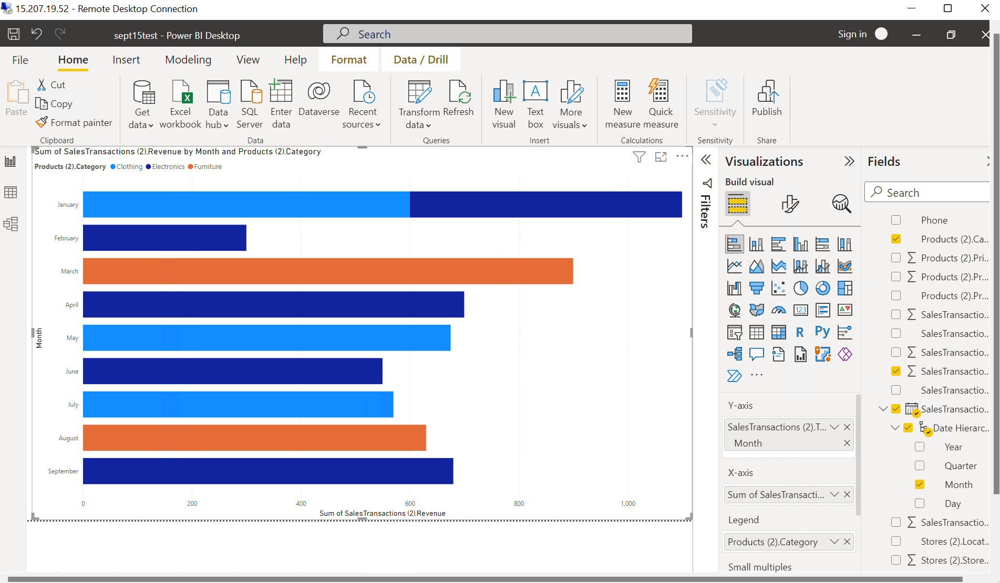 15.207.19.52 - Remote Desktop Connection
sept15test - Power BI Desktop
Search
Sign in
File
Home
Insert
Modeling
View
Help
Format
Data / Drill
Paste
Cut
Copy
Format painter
Clipboard
Get data
Excel workbook
Data hub
SQL Server
Enter data
Dataverse
Recent sources
Data
Transform data
Refresh
Queries
New visual
Text box
More visuals
Insert
New measure
Quick measure
Calculations
Sensitivity
Sensitivity
Publish
Share
Sum of SalesTransactions (2).Revenue by Month and Products (2).Category
Products (2).Category Clothing Electronics Furniture
January
February
March
April
May
June
July
August
September
Month
0 200 400 600 800 1,000
Sum of SalesTransactions (2).Revenue
Filters
Visualizations
Build visual
123
R
Py
Y-axis
SalesTransactions (2).T...
Month
X-axis
Sum of SalesTransacti...
Legend
Products (2).Category
Small multiples
Fields
Search
Phone
Products (2).Ca...
Products (2).Pri...
Products (2).Pr...
Products (2).Pr...
SalesTransactio...
SalesTransactio...
SalesTransactio...
SalesTransactio...
SalesTransactio...
SalesTransactio...
Date Hierarc...
Year
Quarter
Month
Day
SalesTransactio...
Stores (2).Locat...
Stores (2).Store...